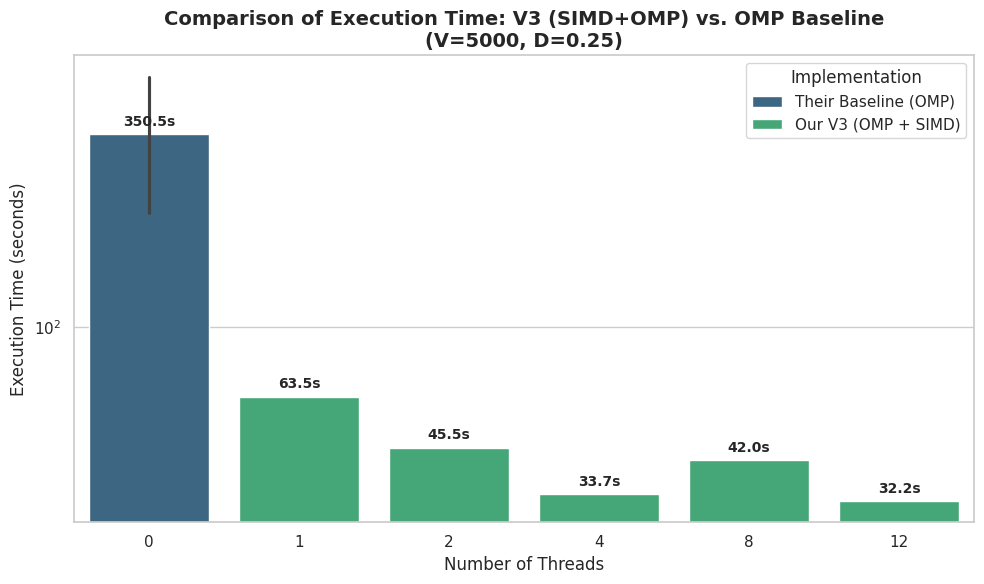 Comparison of Execution Time: V3 (SIMD+OMP) vs. OMP Baseline
(V=5000, D=0.25)
Implementation
Their Baseline (OMP)
Our V3 (OMP + SIMD)
Execution Time (seconds)
10²
350.5s
63.5s
45.5s
33.7s
42.0s
32.2s
0
1
2
4
8
12
Number of Threads